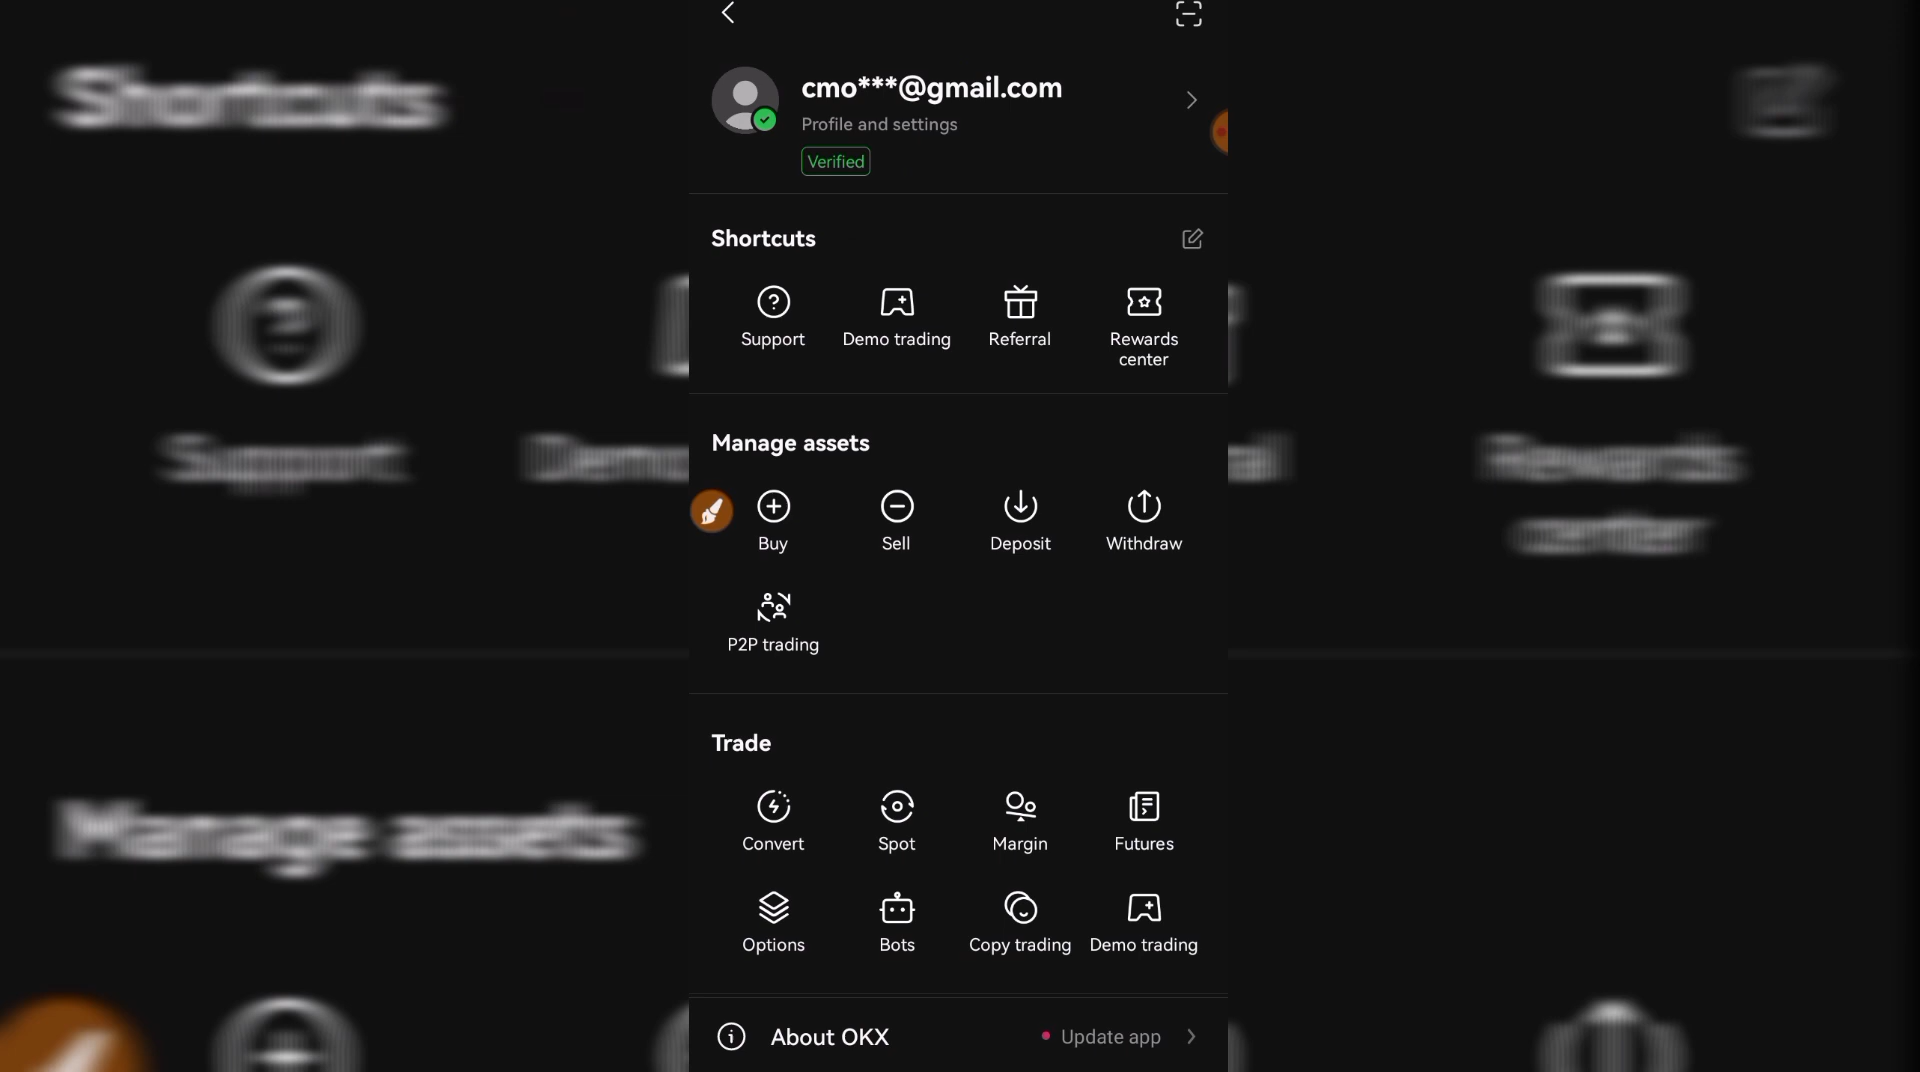 cmo***@gmail.com
Profile and settings
Verified
Shortcuts
Support Demo trading Referral Rewards center
Manage assets
Buy Sell Deposit Withdraw
P2P trading
Trade
Convert Spot Margin Futures
Options Bots Copy trading Demo trading
About OKX Update app